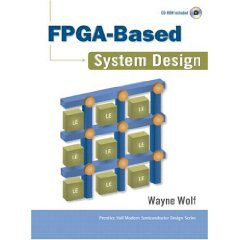 CD-ROM included
FPGA-Based
System Design
LE
LE
LE
LE
LE
LE
LE
LE
LE
Wayne Wolf
Prentice Hall Modern Semiconductor Design Series